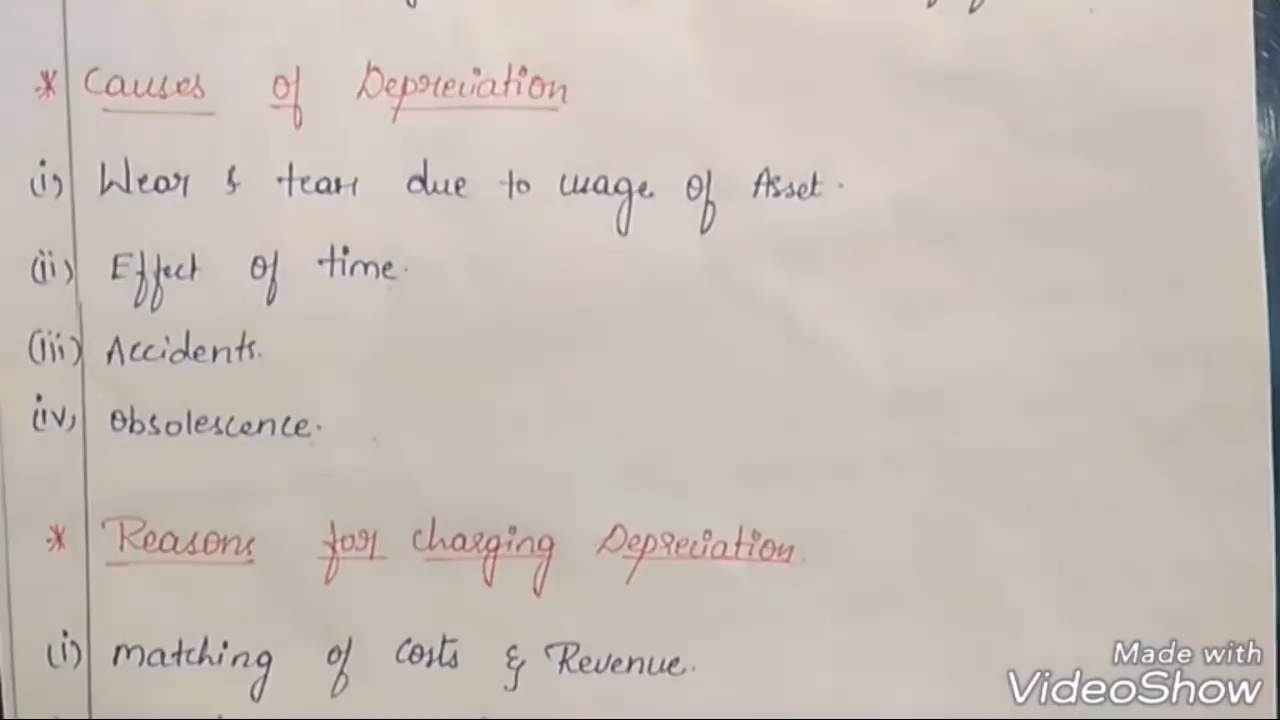 * Causes of Depreciation
(i) Wear & tear due to usage of Asset.
(ii) Effect of time.
(iii) Accidents.
(iv) Obsolescence.
* Reasons for charging Depreciation.
(i) Matching of Costs & Revenue.
Made with
VideoShow